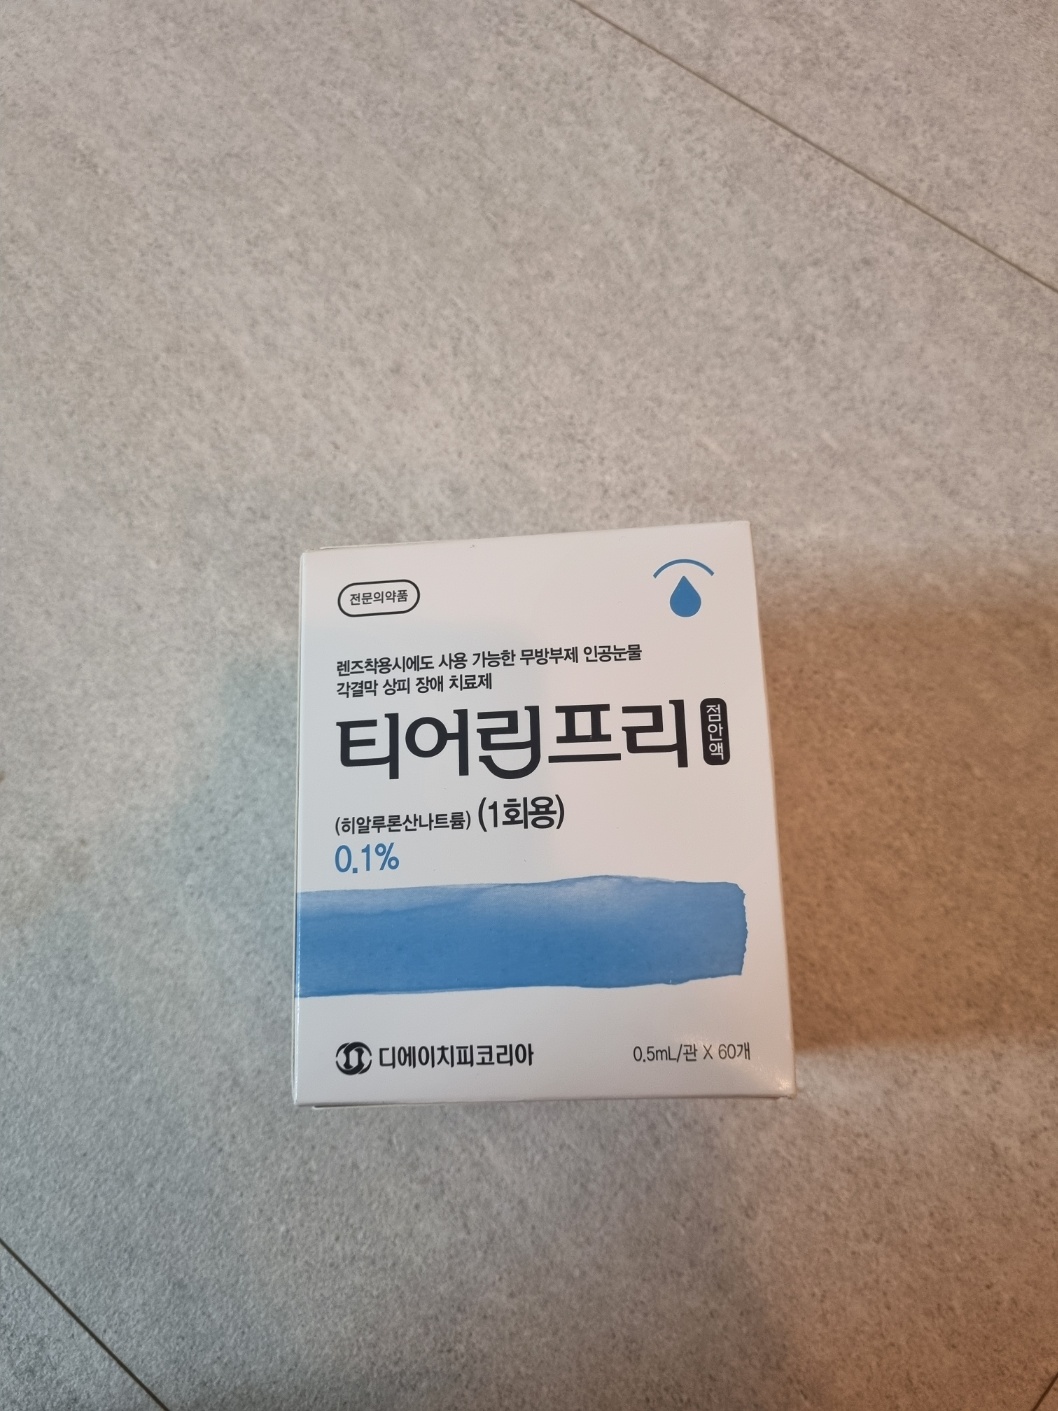 전문의약품
렌즈착용시에도 사용 가능한 무방부제 인공눈물
각결막 상피 장애 치료제
티어링프리 점안액
(히알루론산나트륨) (1회용)
0.1%
디에이치피코리아
0.5mL/관 X 60개